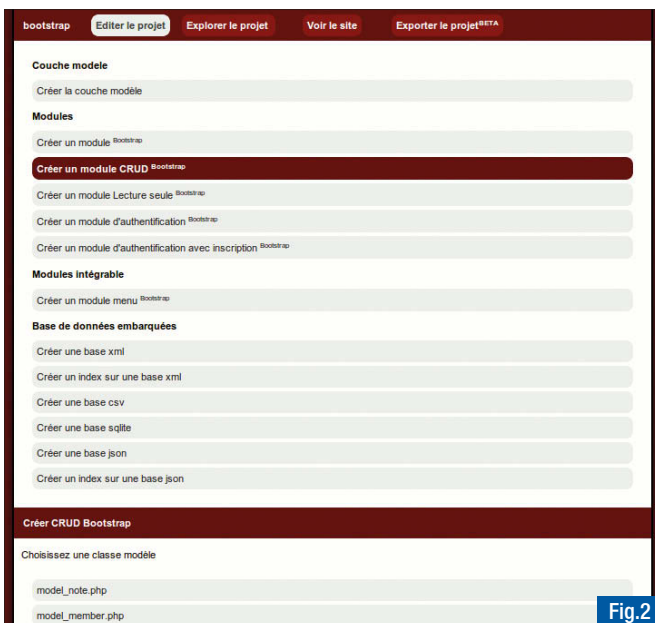 bootstrap Editer le projet Explorer le projet Voir le site Exporter le projetBETA
Couche modele
Créer la couche modèle
Modules
Créer un module Bootstrap
Créer un module CRUD Bootstrap
Créer un module Lecture seule Bootstrap
Créer un module d'authentification Bootstrap
Créer un module d'authentification avec inscription Bootstrap
Modules intégrable
Créer un module menu Bootstrap
Base de données embarquées
Créer une base xml
Créer un index sur une base xml
Créer une base csv
Créer une base sqlite
Créer une base json
Créer un index sur une base json
Créer CRUD Bootstrap
Choisissez une classe modèle
model_note.php
model_member.php
Fig.2